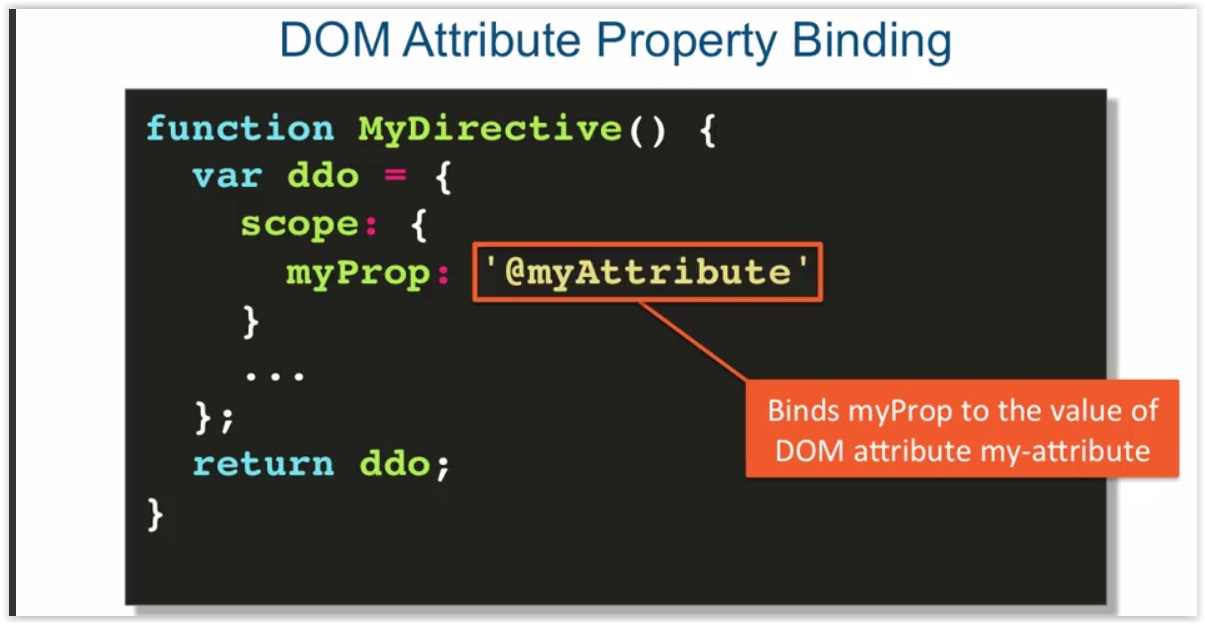 DOM Attribute Property Binding
function MyDirective() {
  var ddo = {
    scope: {
      myProp: '@myAttribute'
    }
    ...
  };
  return ddo;
}
Binds myProp to the value of
DOM attribute my-attribute